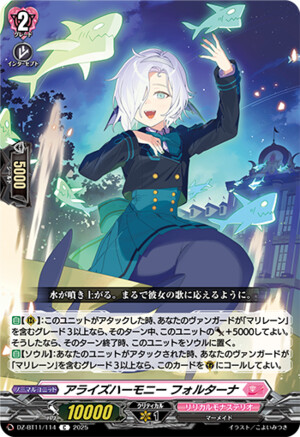 2
グレード
インターセプト
5000
シールド
水が噴き上がる。まるで彼女の歌に応えるように。
自【(R)】:このユニットがアタックした時、あなたのヴァンガードが「マリレーン」を含むグレード3以上なら、そのターン中、このユニットのパワー+5000してよい。そうしたなら、そのターン終了時、このユニットをソウルに置く。
自【ソウル】:あなたのユニットがアタックされた時、あなたのヴァンガードが「マリレーン」を含むグレード3以上なら、
ノーマルユニット
アライズハーモニー フォルターナ
リリカルモナステリオ
パワー
10000
クリティカル
1
マーメイド
DZ-BT11/114 C 2025
イラスト/こよいみつき